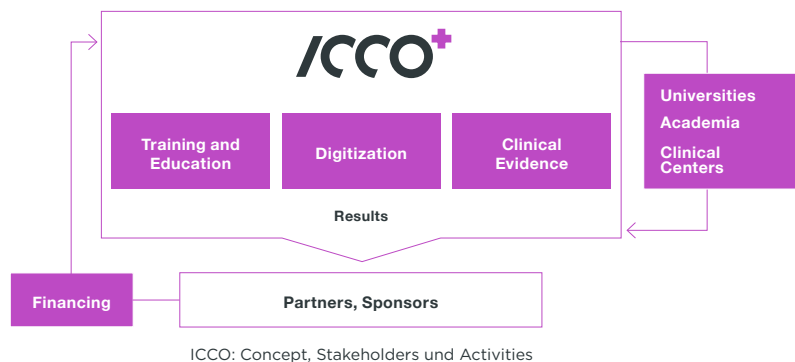 ICCO+
Training and
Education
Digitization
Clinical
Evidence
Results
Universities
Academia
Clinical
Centers
Financing
Partners, Sponsors
ICCO: Concept, Stakeholders und Activities